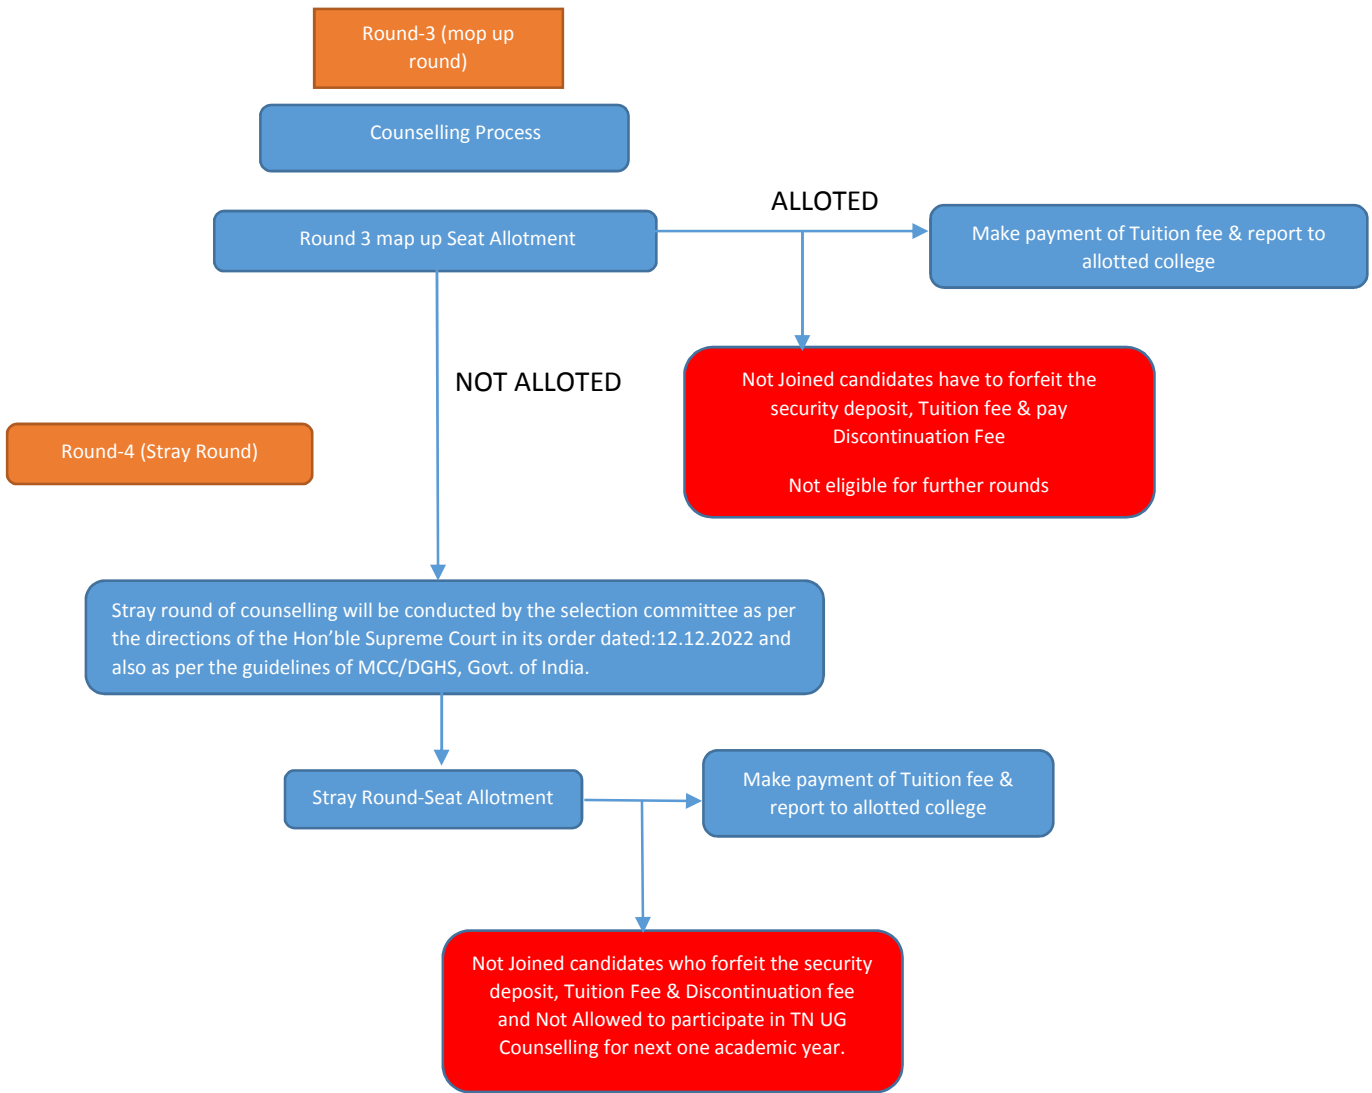 Round-3 (mop up
round)
Counselling Process
ALLOTED
Round 3 map up Seat Allotment
Make payment of Tuition fee & report to
allotted college
Not Joined candidates have to forfeit the
security deposit, Tuition fee & pay
Discontinuation Fee
Not eligible for further rounds
NOT ALLOTED
Round-4 (Stray Round)
Stray round of counselling will be conducted by the selection committee as per
the directions of the Hon’ble Supreme Court in its order dated:12.12.2022 and
also as per the guidelines of MCC/DGHS, Govt. of India.
Stray Round-Seat Allotment
Make payment of Tuition fee &
report to allotted college
Not Joined candidates who forfeit the security
deposit, Tuition Fee & Discontinuation fee
and Not Allowed to participate in TN UG
Counselling for next one academic year.